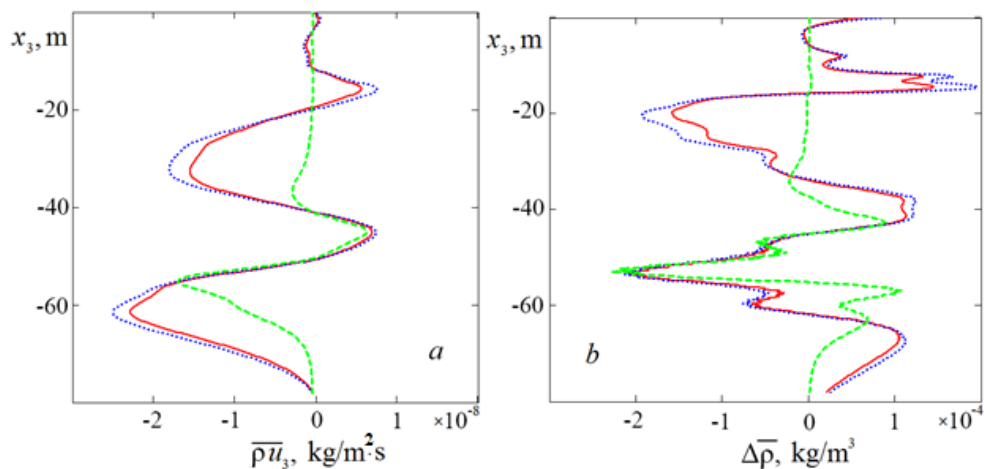 x₃, m
-20
-40
-60
a
-2
-1
0
1
×10⁻⁸
ρu₃, kg/m²·s
x₃, m
-20
-40
-60
b
-2
-1
0
1
×10⁻⁴
Δρ, kg/m³